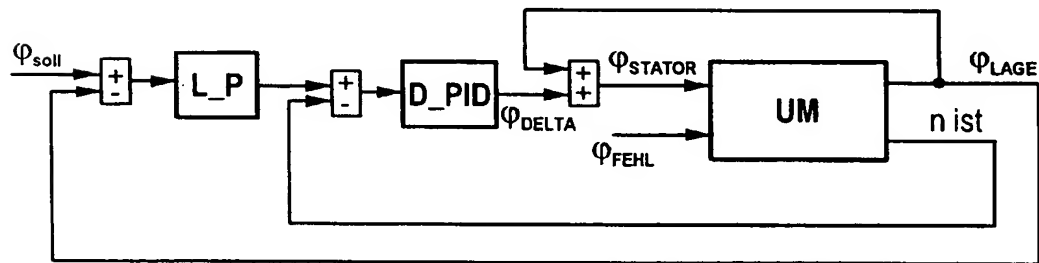 φsoll
+
-
L_P
+
-
D_PID
φDELTA
+
+
φSTATOR
φFEHL
UM
φLAGE
n ist